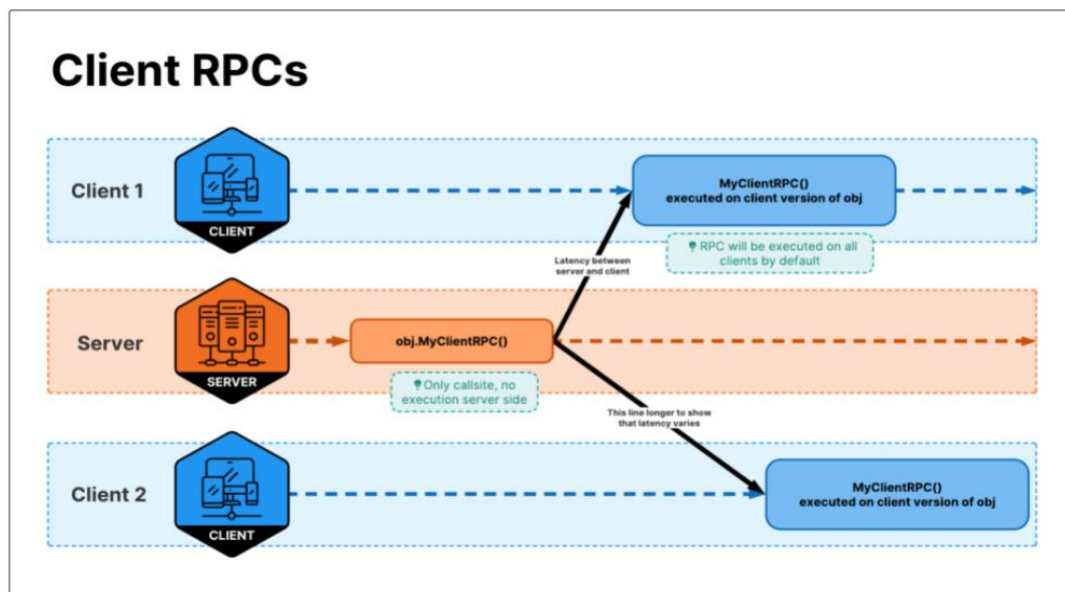 Client RPCs
Client 1
CLIENT
MyClientRPC()
executed on client version of obj
RPC will be executed on all
clients by default
Latency between
server and client
Server
SERVER
obj.MyClientRPC()
Only callsite, no
execution server side
This line longer to show
that latency varies
Client 2
CLIENT
MyClientRPC()
executed on client version of obj